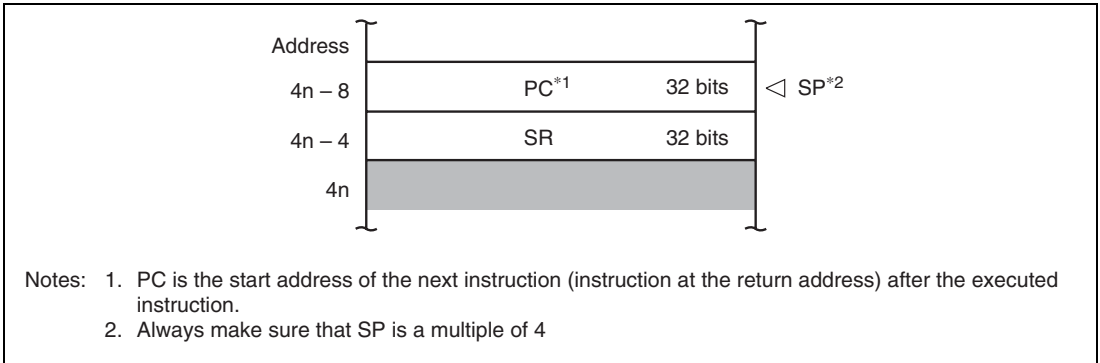 Address
4n – 8 PC*1 32 bits ◁ SP*2
4n – 4 SR 32 bits
4n
Notes: 1. PC is the start address of the next instruction (instruction at the return address) after the executed
instruction.
2. Always make sure that SP is a multiple of 4